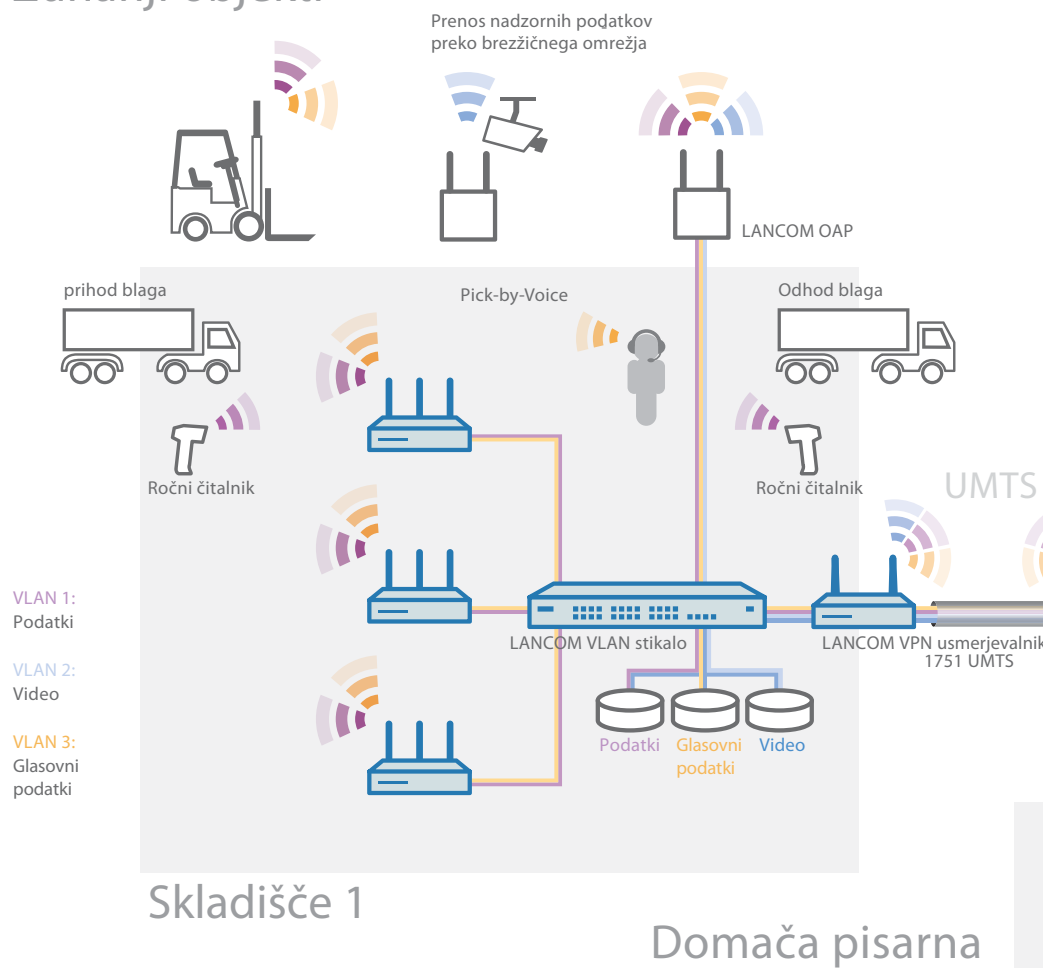 Prenos nadzornih podatkov
preko brezžičnega omrežja
LANCOM OAP
prihod blaga
Pick-by-Voice
Odhod blaga
Ročni čitalnik
Ročni čitalnik
UMTS
VLAN 1:
Podatki
VLAN 2:
Video
VLAN 3:
Glasovni
podatki
LANCOM VLAN stikalo
LANCOM VPN usmerjevalnik
1751 UMTS
Podatki
Glasovni
podatki
Video
Skladišče 1
Domača pisarna